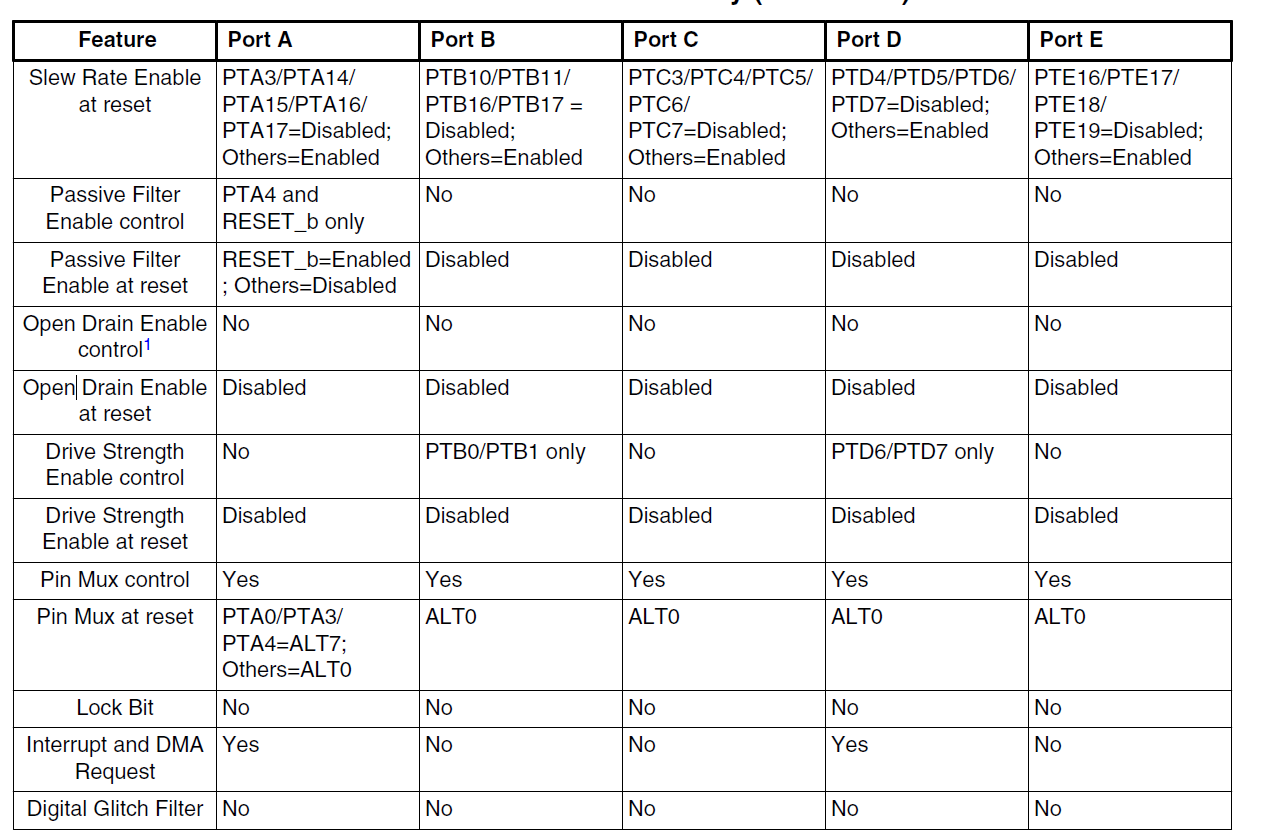 Feature Port A Port B Port C Port D Port E
Slew Rate Enable PTA3/PTA14/ PTB10/PTB11/ PTC3/PTC4/PTC5/ PTD4/PTD5/PTD6/ PTE16/PTE17/
at reset PTA15/PTA16/ PTB16/PTB17 = PTC6/ PTD7=Disabled; PTE18/
PTA17=Disabled; Disabled; PTC7=Disabled; Others=Enabled PTE19=Disabled;
Others=Enabled Others=Enabled Others=Enabled Others=Enabled
Passive Filter PTA4 and No No No No
Enable control RESET_b only
Passive Filter RESET_b=Enabled Disabled Disabled Disabled Disabled
Enable at reset ; Others=Disabled
Open Drain Enable No No No No No
control1
Open Drain Enable Disabled Disabled Disabled Disabled Disabled
at reset
Drive Strength No PTB0/PTB1 only No PTD6/PTD7 only No
Enable control
Drive Strength Disabled Disabled Disabled Disabled Disabled
Enable at reset
Pin Mux control Yes Yes Yes Yes Yes
Pin Mux at reset PTA0/PTA3/ ALT0 ALT0 ALT0 ALT0
PTA4=ALT7;
Others=ALT0
Lock Bit No No No No No
Interrupt and DMA Yes No No Yes No
Request
Digital Glitch Filter No No No No No